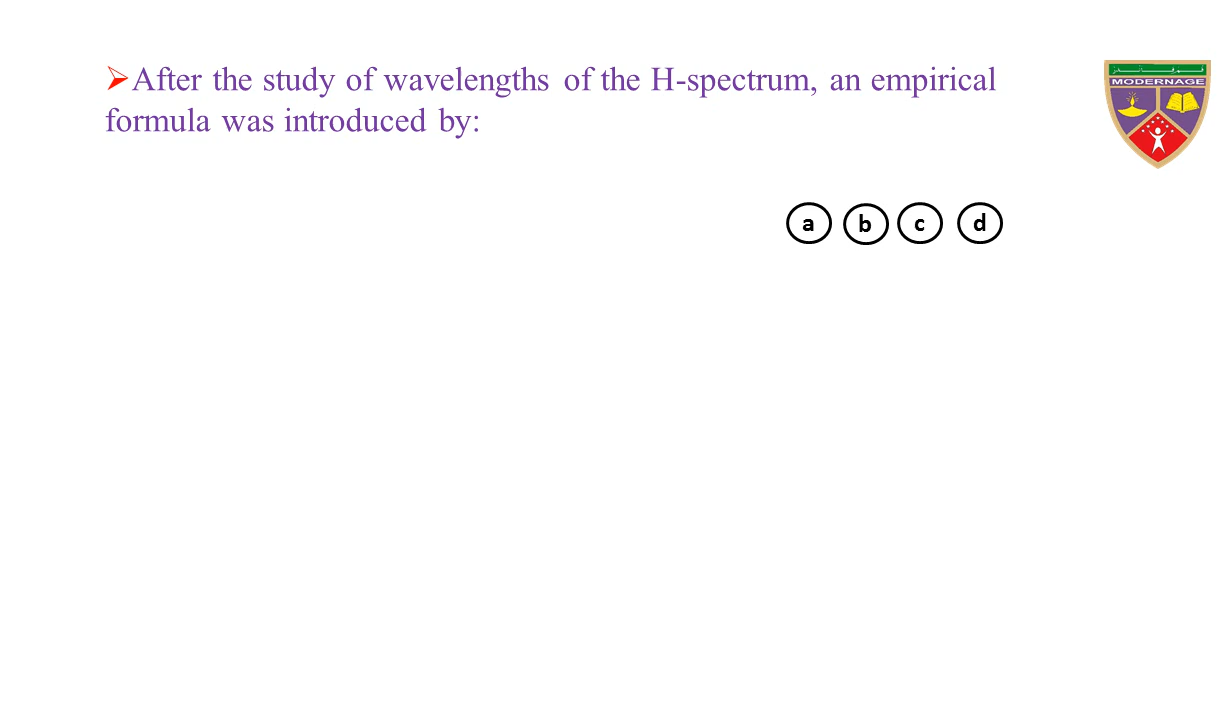 ➢After the study of wavelengths of the H-spectrum, an empirical
formula was introduced by:
a b c d
MODERNAGE